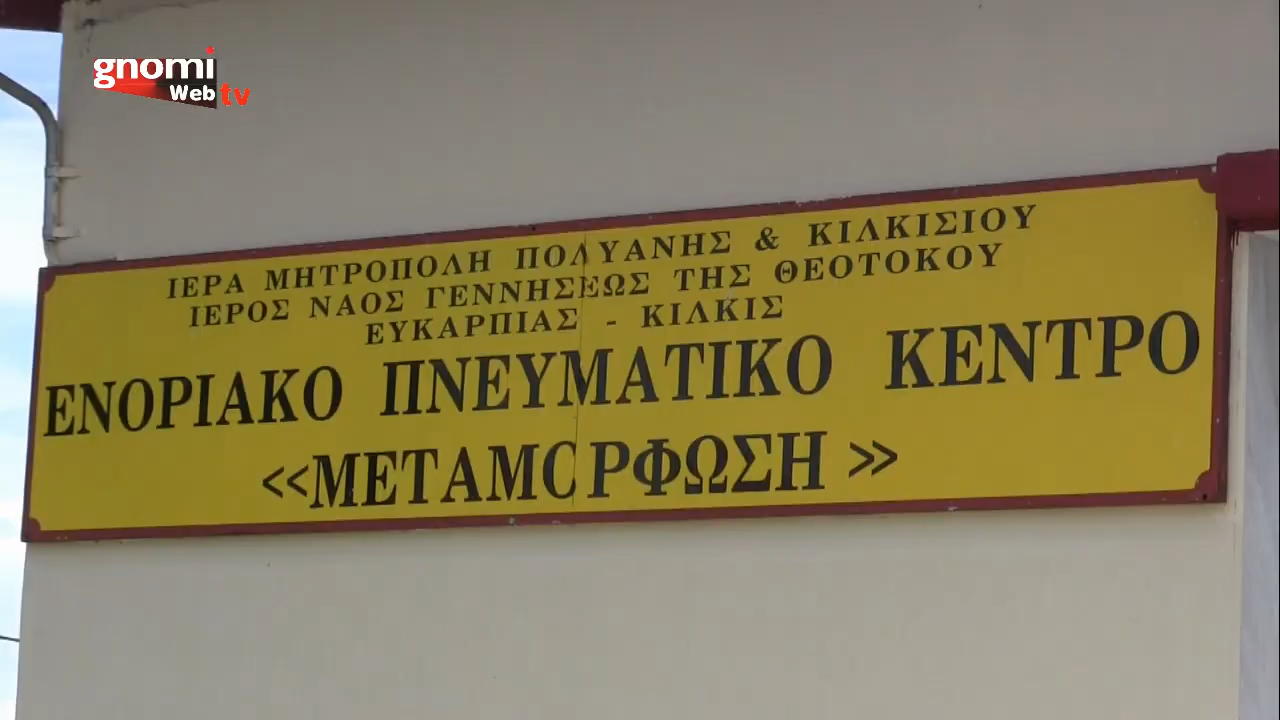 gnomi
Web tv
ΙΕΡΑ ΜΗΤΡΟΠΟΛΗ ΠΟΛΥΑΝΗΣ & ΚΙΛΚΙΣΙΟΥ
ΙΕΡΟΣ ΝΑΟΣ ΓΕΝΝΗΣΕΩΣ ΤΗΣ ΘΕΟΤΟΚΟΥ
ΕΥΚΑΡΠΙΑΣ - ΚΙΛΚΙΣ
ΕΝΟΡΙΑΚΟ ΠΝΕΥΜΑΤΙΚΟ ΚΕΝΤΡΟ
<<ΜΕΤΑΜΟΡΦΩΣΗ >>